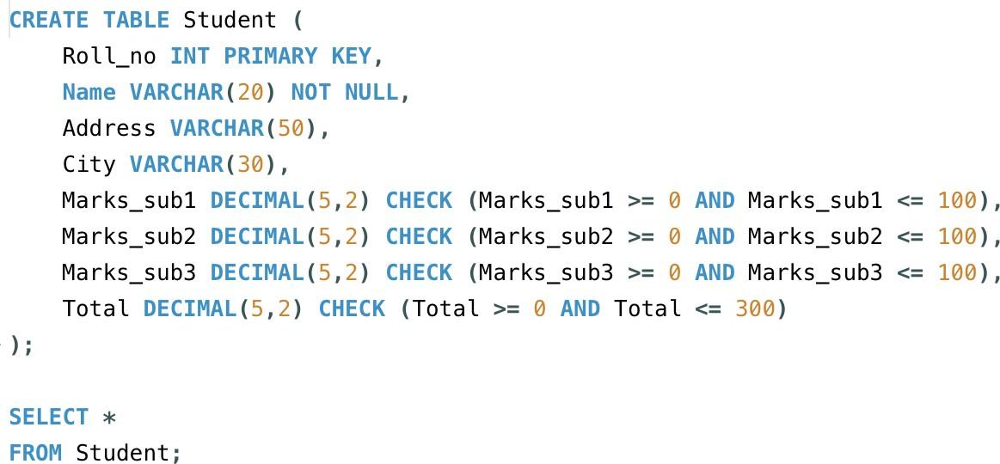 CREATE TABLE Student (
    Roll_no INT PRIMARY KEY,
    Name VARCHAR(20) NOT NULL,
    Address VARCHAR(50),
    City VARCHAR(30),
    Marks_sub1 DECIMAL(5,2) CHECK (Marks_sub1 >= 0 AND Marks_sub1 <= 100),
    Marks_sub2 DECIMAL(5,2) CHECK (Marks_sub2 >= 0 AND Marks_sub2 <= 100),
    Marks_sub3 DECIMAL(5,2) CHECK (Marks_sub3 >= 0 AND Marks_sub3 <= 100),
    Total DECIMAL(5,2) CHECK (Total >= 0 AND Total <= 300)
);
SELECT *
FROM Student;